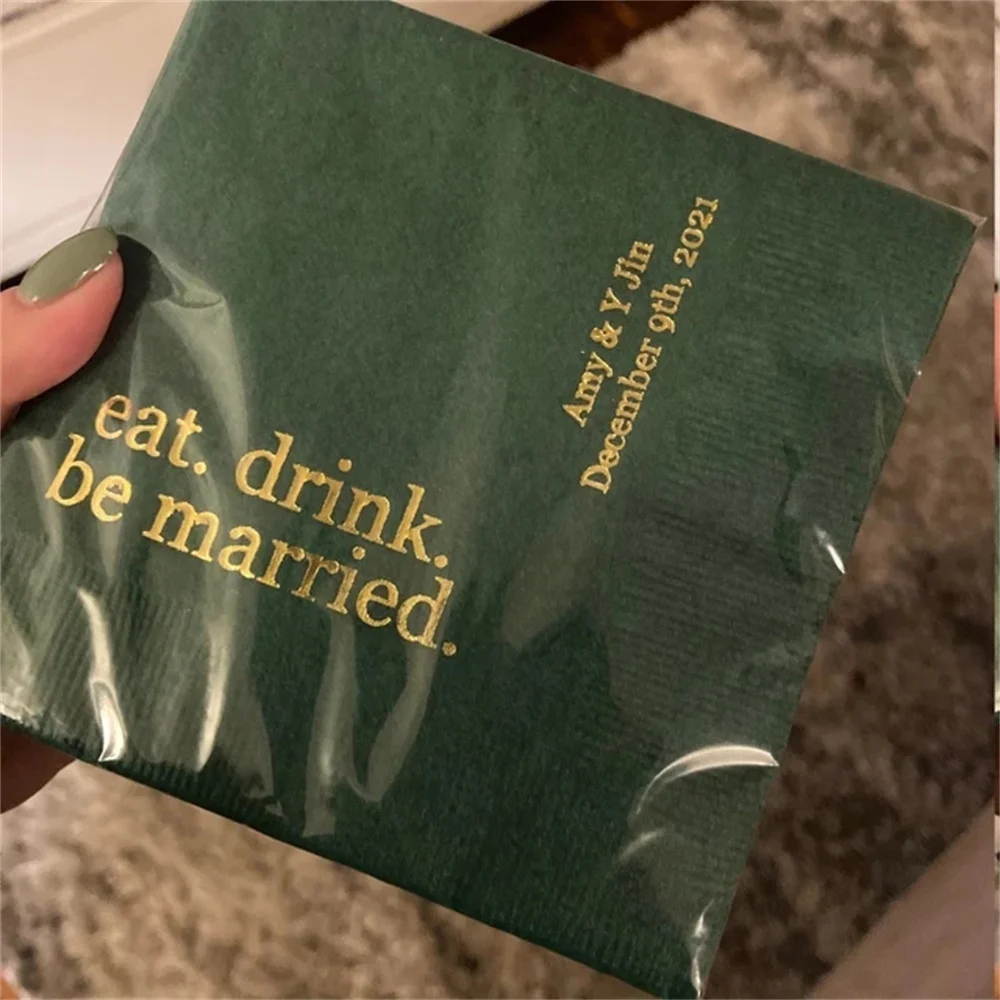 eat. drink.
be married.
Amy & Y Jin
December 9th, 2021